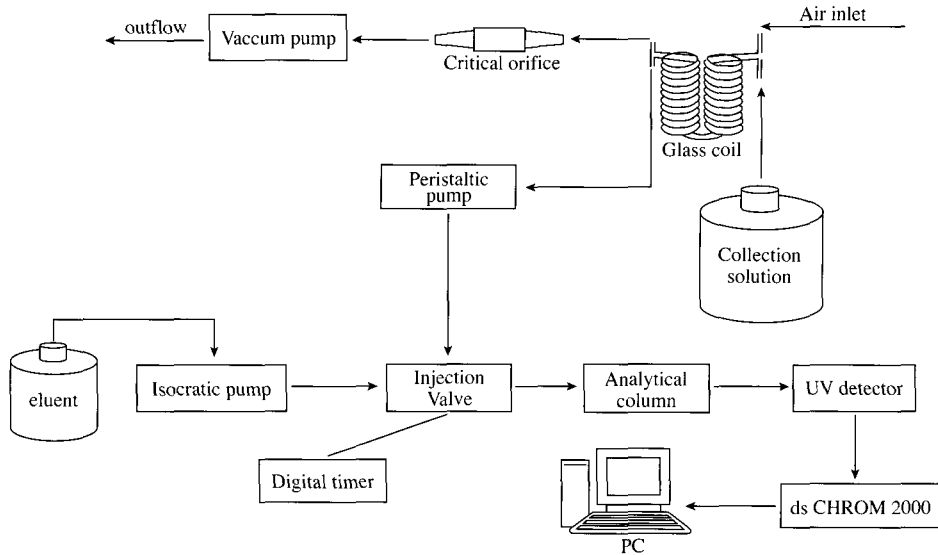 outflow
Vaccum pump
Critical orifice
Air inlet
Glass coil
Peristaltic
pump
Collection
solution
eluent
Isocratic pump
Injection
Valve
Analytical
column
UV detector
Digital timer
PC
ds CHROM 2000